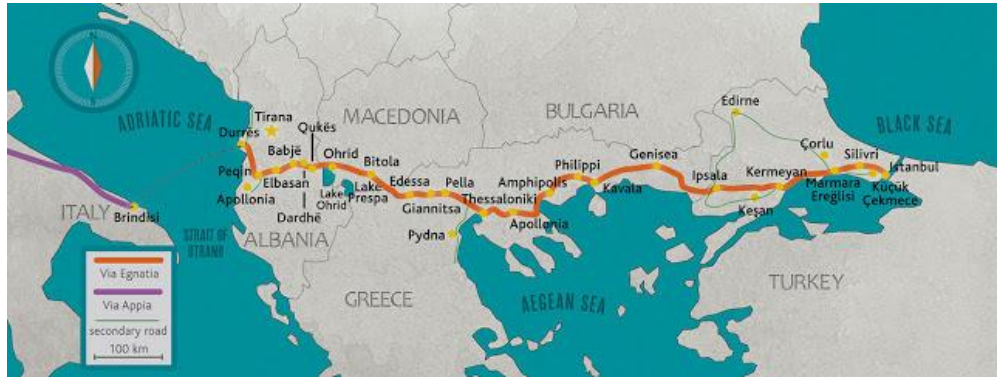 N
ADRIATIC SEA
MACEDONIA
BULGARIA
BLACK SEA
Tirana
Durrës
Qukës
Edirne
Peqin
Babjë
Ohrid
Bitola
Elbasan
Apollonia
Dardhë
Lake
Ohrid
Lake
Prespa
Edessa
Giannitsa
Pella
Thessaloniki
Pydna
Amphipolis
Apollonia
Philippi
Kavala
Genisea
Ipsala
Keşan
Kermeyan
Çorlu
Marmara
Ereğlisi
Silivri
Istanbul
Küçük
Çekmece
ITALY
Brindisi
STRAIT OF
OTRANO
ALBANIA
GREECE
AEGEAN SEA
TURKEY
Via Egnatia
Via Appia
secondary road
100 km